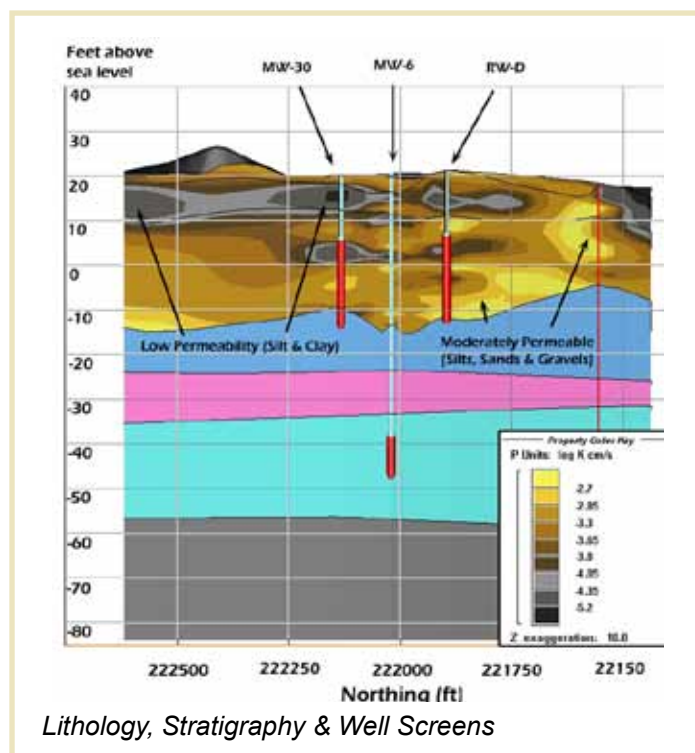 Feet above
sea level
MW-30
MW-6
RW-D
40
30
20
10
0
-10
-20
-30
-40
-50
-60
-70
-80
Low Permeability (Silt & Clay)
Moderately Permeable
(Silts, Sands & Gravels)
Property Color Key
P Units: log K cm/s
-2.7
-2.95
-3.3
-3.65
-3.9
-4.05
-4.35
-5.2
Z exaggeration: 10.0
222500
222250
222000
221750
22150
Northing (ft)
Lithology, Stratigraphy & Well Screens